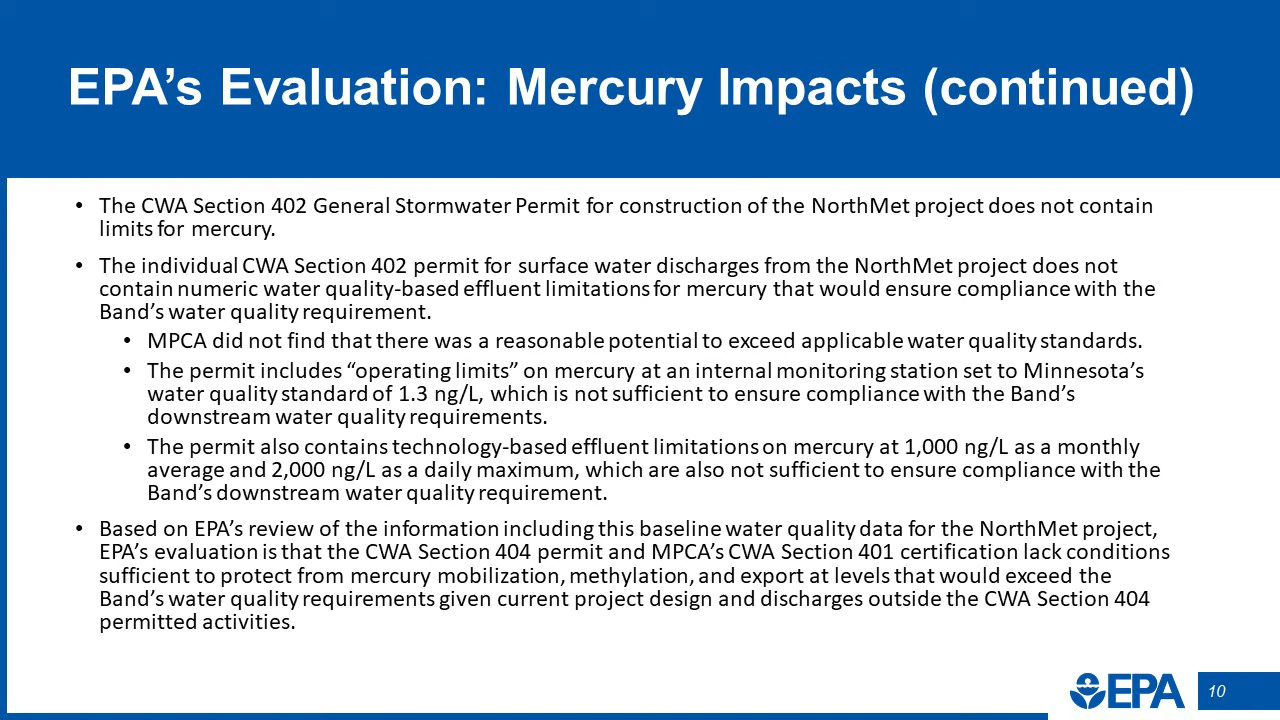 EPA’s Evaluation: Mercury Impacts (continued)
• The CWA Section 402 General Stormwater Permit for construction of the NorthMet project does not contain
limits for mercury.
• The individual CWA Section 402 permit for surface water discharges from the NorthMet project does not
contain numeric water quality-based effluent limitations for mercury that would ensure compliance with the
Band’s water quality requirement.
• MPCA did not find that there was a reasonable potential to exceed applicable water quality standards.
• The permit includes “operating limits” on mercury at an internal monitoring station set to Minnesota’s
water quality standard of 1.3 ng/L, which is not sufficient to ensure compliance with the Band’s
downstream water quality requirements.
• The permit also contains technology-based effluent limitations on mercury at 1,000 ng/L as a monthly
average and 2,000 ng/L as a daily maximum, which are also not sufficient to ensure compliance with the
Band’s downstream water quality requirement.
• Based on EPA’s review of the information including this baseline water quality data for the NorthMet project,
EPA’s evaluation is that the CWA Section 404 permit and MPCA’s CWA Section 401 certification lack conditions
sufficient to protect from mercury mobilization, methylation, and export at levels that would exceed the
Band’s water quality requirements given current project design and discharges outside the CWA Section 404
permitted activities.
EPA
10